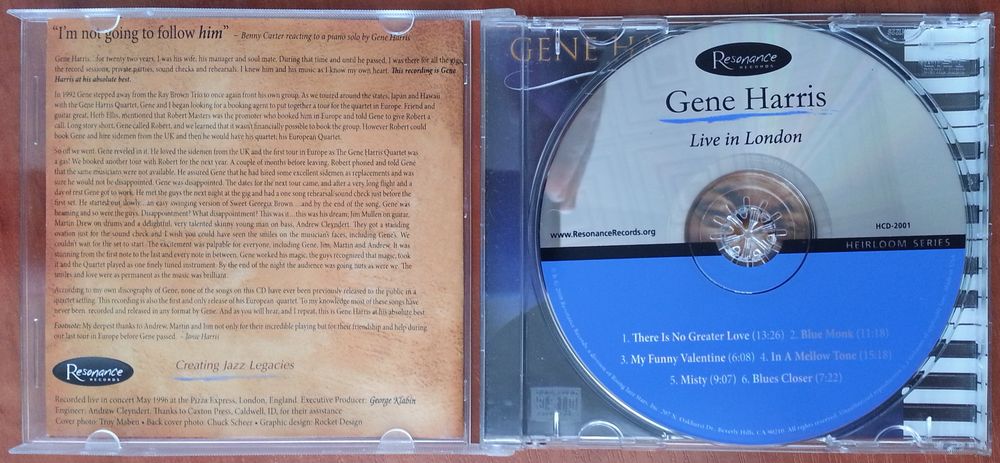 "I'm not going to follow him" – Benny Carter reacting to a piano solo by Gene Harris
Gene Harris…for twenty two years, I was his wife, his manager and soul mate. During that time and until he passed, I was there for all the gigs,
the record sessions, private parties, sound checks and rehearsals. I knew him and his music as I know my own heart. This recording is Gene
Harris at his absolute best.
In 1992 Gene stepped away from the Ray Brown Trio to once again front his own group. As we toured around the states, Japan and Hawaii
with the Gene Harris Quartet, Gene and I began looking for a booking agent to put together a tour for the quartet in Europe. Friend and
guitar great, Herb Ellis, mentioned that Robert Masters was the promoter who booked him in Europe and told Gene to give Robert a
call. Long story short, Gene called Robert, and we learned that it wasn't financially possible to book the group. However Robert could
book Gene and hire sidemen from the UK and then he would have his quartet; his European Quartet.
So off we went. Gene reveled in it. He loved the sidemen from the UK and the first tour in Europe as The Gene Harris Quartet was
a gas! We booked another tour with Robert for the next year. A couple of months before leaving, Robert phoned and told Gene
that the same musicians were not available. He assured Gene that he had hired some excellent sidemen as replacements and was
sure he would not be disappointed. Gene was disappointed. The dates for the next tour came, and after a very long flight and a
day of rest Gene got to work. He met the guys the next night at the gig and had a one song rehearsal/sound check just before the
first set. He started out slowly…an easy swinging version of Sweet Georgia Brown…and by the end of the song, Gene was
beaming and so were the guys. Disappointment? What disappointment! This was it…this was his dream; Jim Mullen on guitar,
Martin Drew on drums and a delightful, very talented skinny young man on bass, Andrew Cleyndert. They got a standing
ovation just for the sound check and I wish you could have seen the smiles on the musician's faces, including Gene's. We
couldn't wait for the set to start. The excitement was palpable for everyone, including Gene, Jim, Martin and Andrew. It was
stunning from the first note to the last and every note in between. Gene worked his magic, the guys recognized that magic, took
it and the Quartet played as one finely tuned instrument. By the end of the night the audience was going nuts as were we. The
smiles and love were as permanent as the music was brilliant.
According to my own discography of Gene, none of the songs on this CD have ever been previously released to the public in a
quartet setting. This recording is also the first and only release of his European quartet. To my knowledge most of these songs have
never been recorded and released in any format by Gene. And as you will hear, and I repeat, this is Gene Harris at his absolute best.
Footnote: My deepest thanks to Andrew, Martin and Jim not only for their incredible playing but for their friendship and help during
our last tour in Europe before Gene passed. – Janie Harris
Resonance
RECORDS
Creating Jazz Legacies
Recorded live in concert May 1996 at the Pizza Express, London, England. Executive Producer: George Klabin
Engineer: Andrew Cleyndert. Thanks to Caxton Press, Caldwell, ID, for their assistance
Cover photo: Troy Maben • Back cover photo: Chuck Scheer • Graphic design: Rocket Design
GENE H
Resonance
RECORDS
Gene Harris
Live in London
www.ResonanceRecords.org
HCD-2001
HEIRLOOM SERIES
1. There Is No Greater Love (13:26) 2. Blue Monk (11:18)
3. My Funny Valentine (6:08) 4. In A Mellow Tone (15:18)
5. Misty (9:07) 6. Blues Closer (7:22)
Resonance Records, a division of Rising Jazz Stars, Inc. 207 N. Oakhurst Dr., Beverly Hills, CA 90210. All rights reserved.